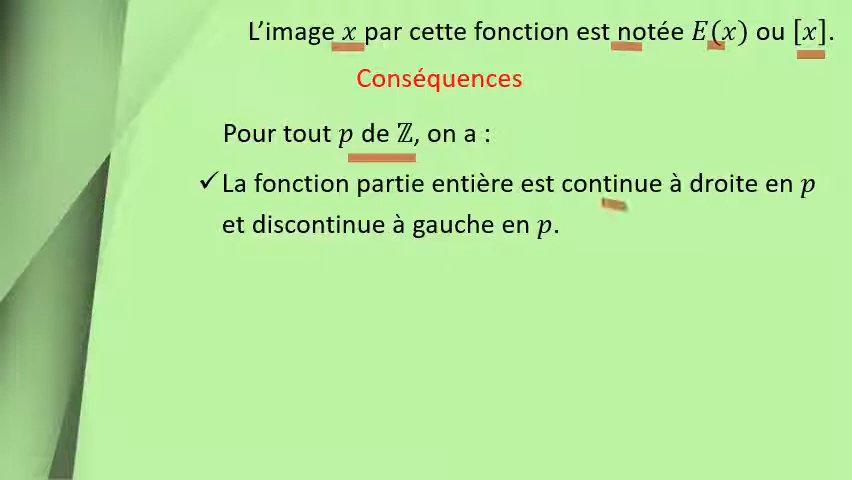 L’image x par cette fonction est notée E(x) ou [x].
Conséquences
Pour tout p de ℤ, on a :
✓La fonction partie entière est continue à droite en p
et discontinue à gauche en p.